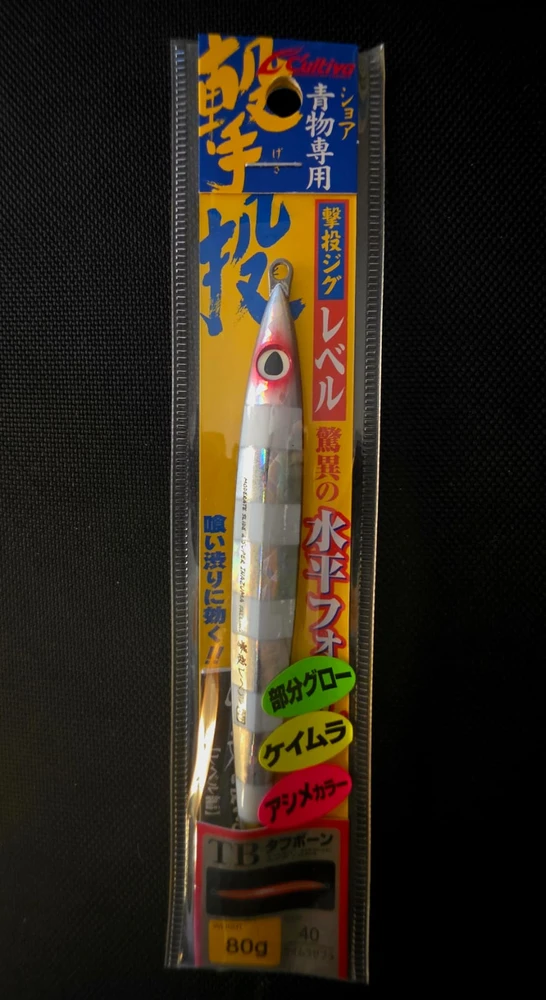 撃投
Cultiva
ショア
青物専用
げき
撃投ジグ
レベル
驚異の
水平フォ
喰い渋りに効く!!
部分グロー
ケイムラ
アシメカラー
TB タフボーン
80g
40